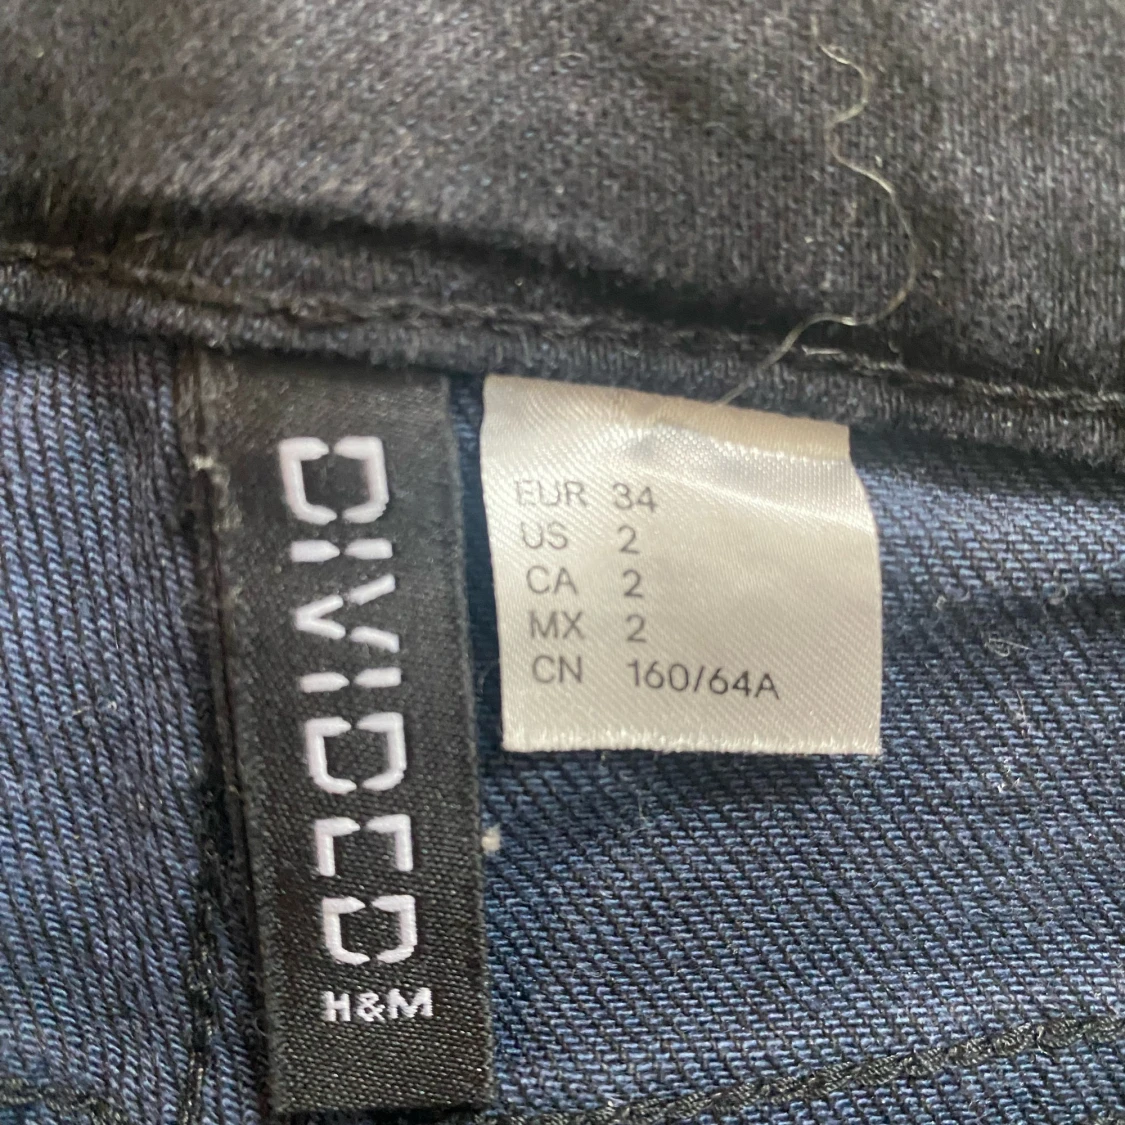 DIVIDED
H&M
EUR 34
US 2
CA 2
MX 2
CN 160/64A